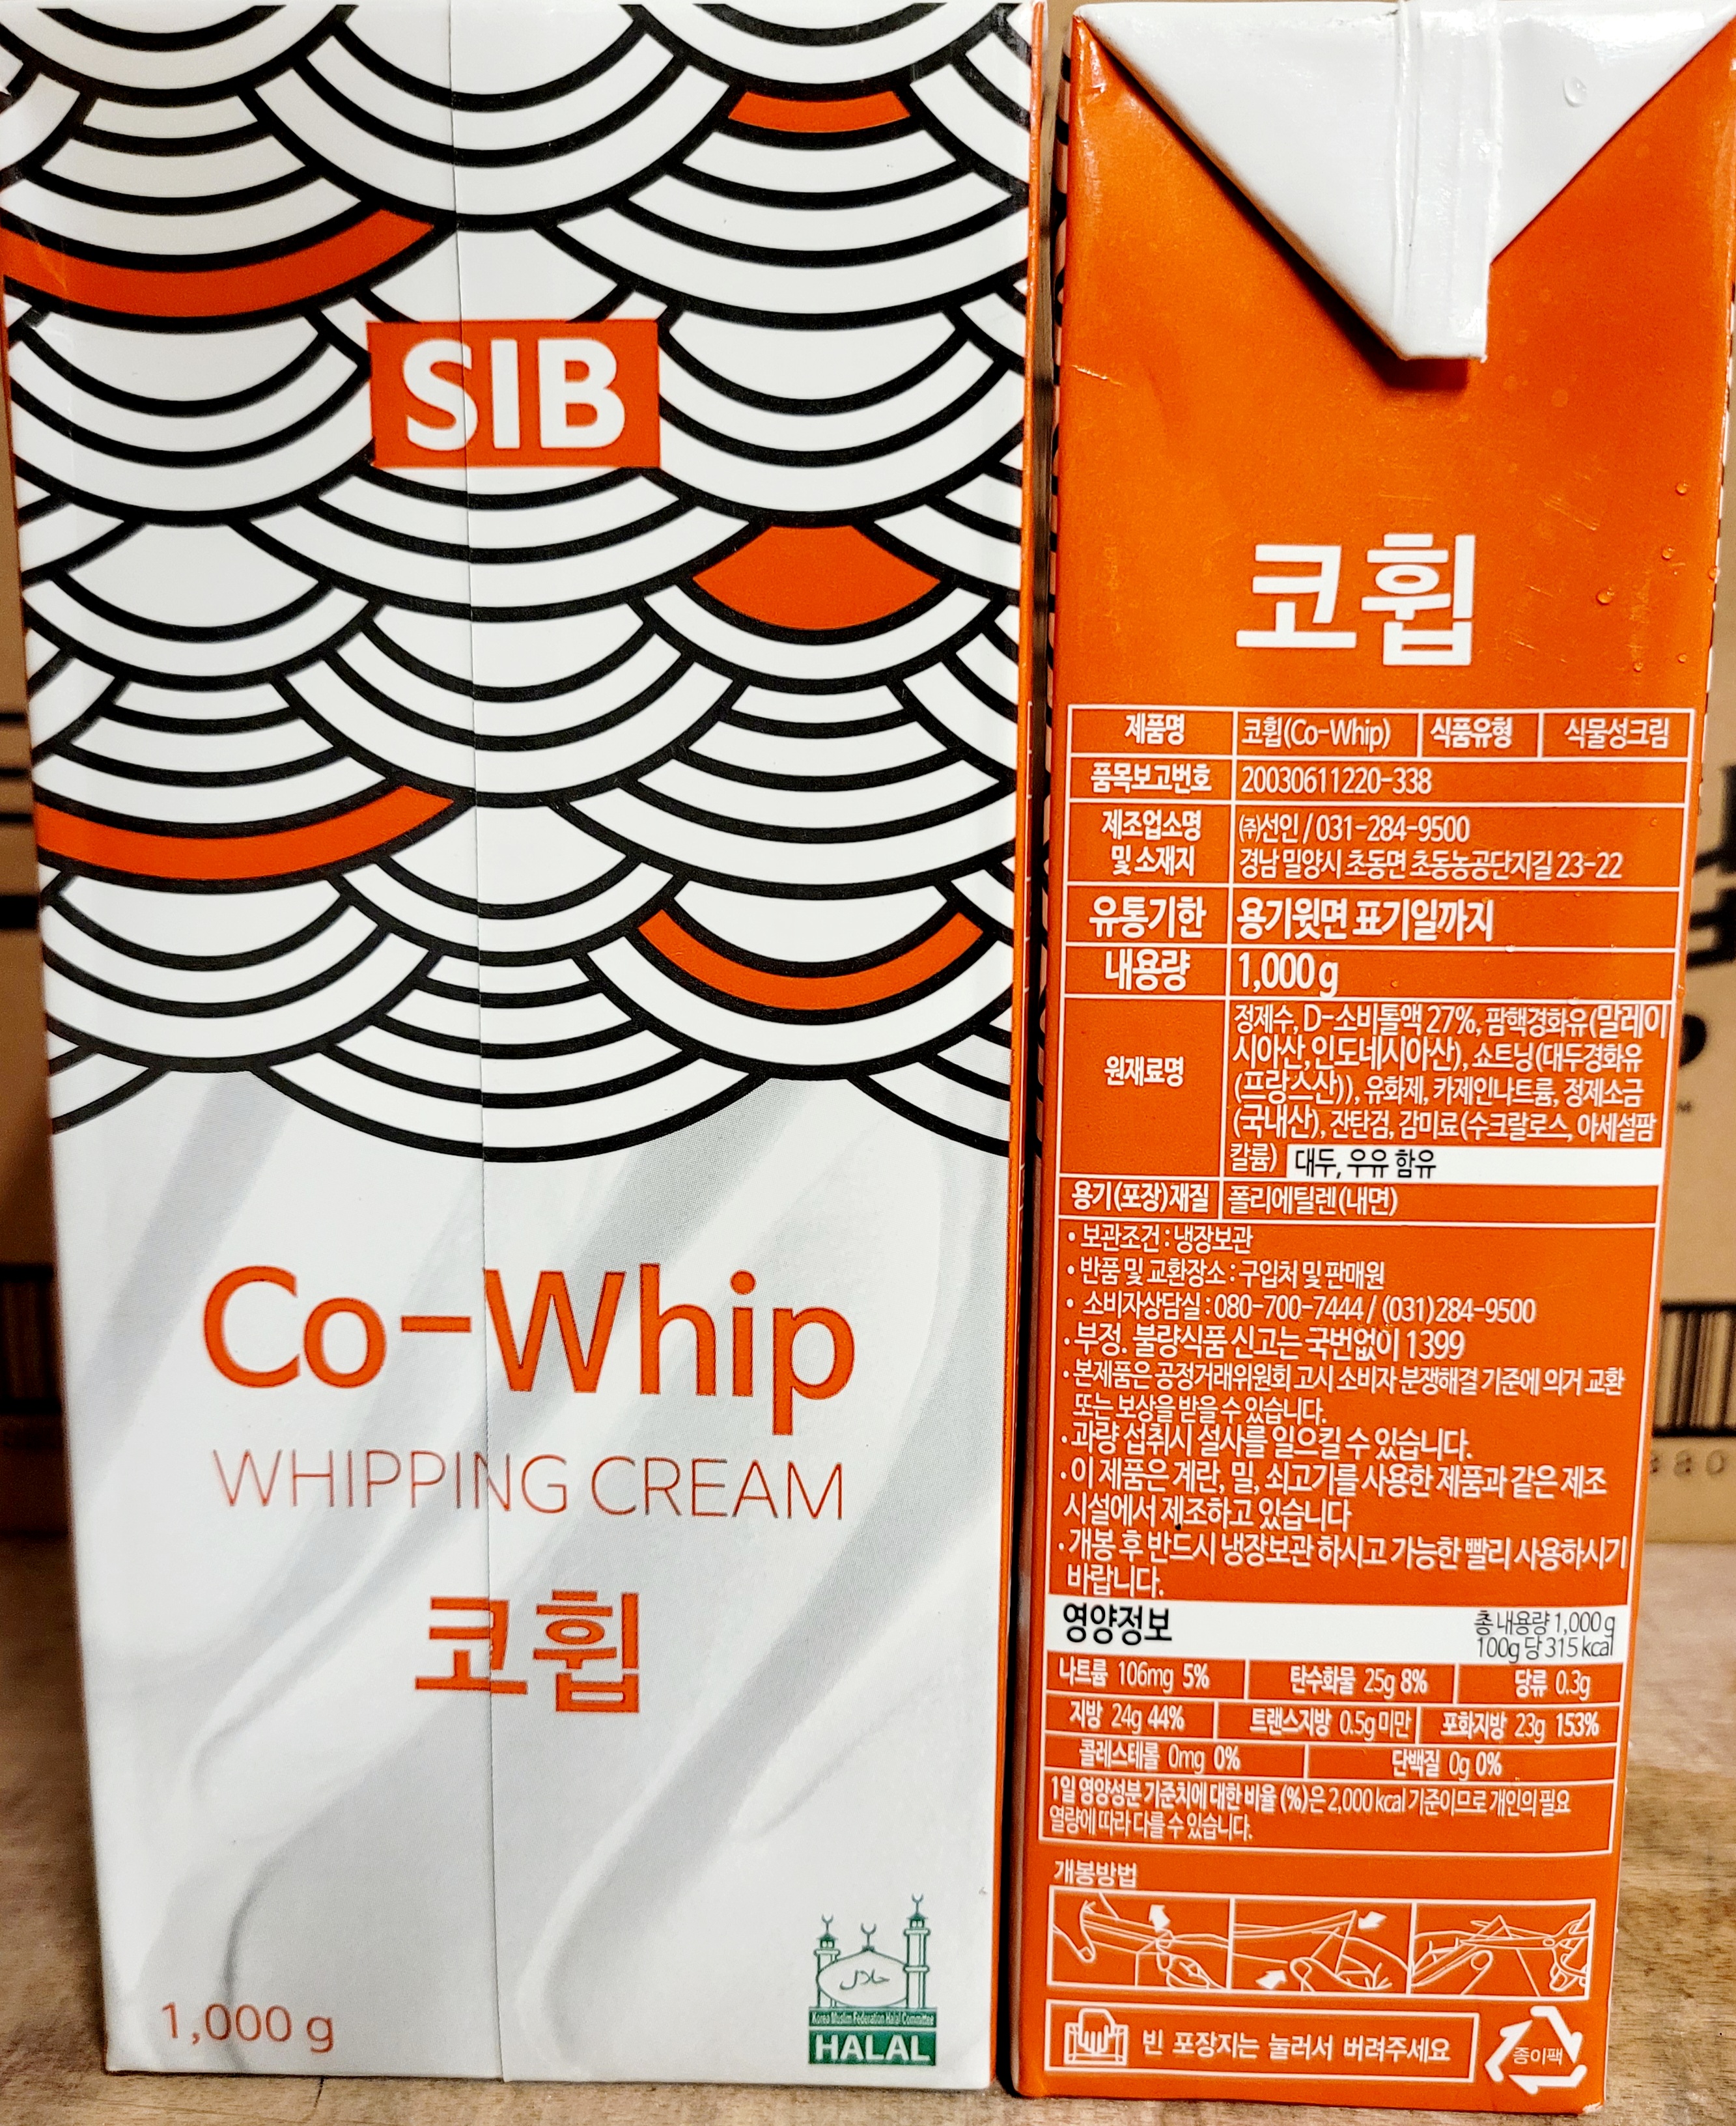 SIB
Co-Whip
WHIPPING CREAM
코휩
1,000 g
حلال
Korea Muslim Federation Halal Committee
HALAL
코휩
제품명 코휩(Co-Whip) 식품유형 식물성크림
품목보고번호 20030611220-338
제조업소명 ㈜선인 / 031-284-9500
및 소재지 경남 밀양시 초동면 초동농공단지길 23-22
유통기한 용기윗면 표기일까지
내용량 1,000 g
원재료명 정제수, D-소비톨액 27%, 팜핵경화유(말레이
시아산,인도네시아산), 쇼트닝(대두경화유
(프랑스산)), 유화제, 카제인나트륨, 정제소금
(국내산), 잔탄검, 감미료(수크랄로스, 아세설팜
칼륨) 대두, 우유 함유
용기(포장)재질 폴리에틸렌(내면)
• 보관조건 : 냉장보관
• 반품 및 교환장소 : 구입처 및 판매원
• 소비자상담실 : 080-700-7444 / (031)284-9500
• 부정. 불량식품 신고는 국번없이 1399
• 본제품은 공정거래위원회 고시 소비자 분쟁해결 기준에 의거 교환
또는 보상을 받을 수 있습니다.
• 과량 섭취시 설사를 일으킬 수 있습니다.
• 이 제품은 계란, 밀, 쇠고기를 사용한 제품과 같은 제조
시설에서 제조하고 있습니다
• 개봉 후 반드시 냉장보관 하시고 가능한 빨리 사용하시기
바랍니다.
영양정보 총 내용량 1,000 g
100g 당 315 kcal
나트륨 106mg 5% 탄수화물 25g 8% 당류 0.3g
지방 24g 44% 트랜스지방 0.5g 미만 포화지방 23g 153%
콜레스테롤 0mg 0% 단백질 0g 0%
1일 영양성분 기준치에 대한 비율 (%)은 2,000 kcal 기준이므로 개인의 필요
열량에 따라 다를 수 있습니다.
개봉방법
빈 포장지는 눌러서 버려주세요
종이팩